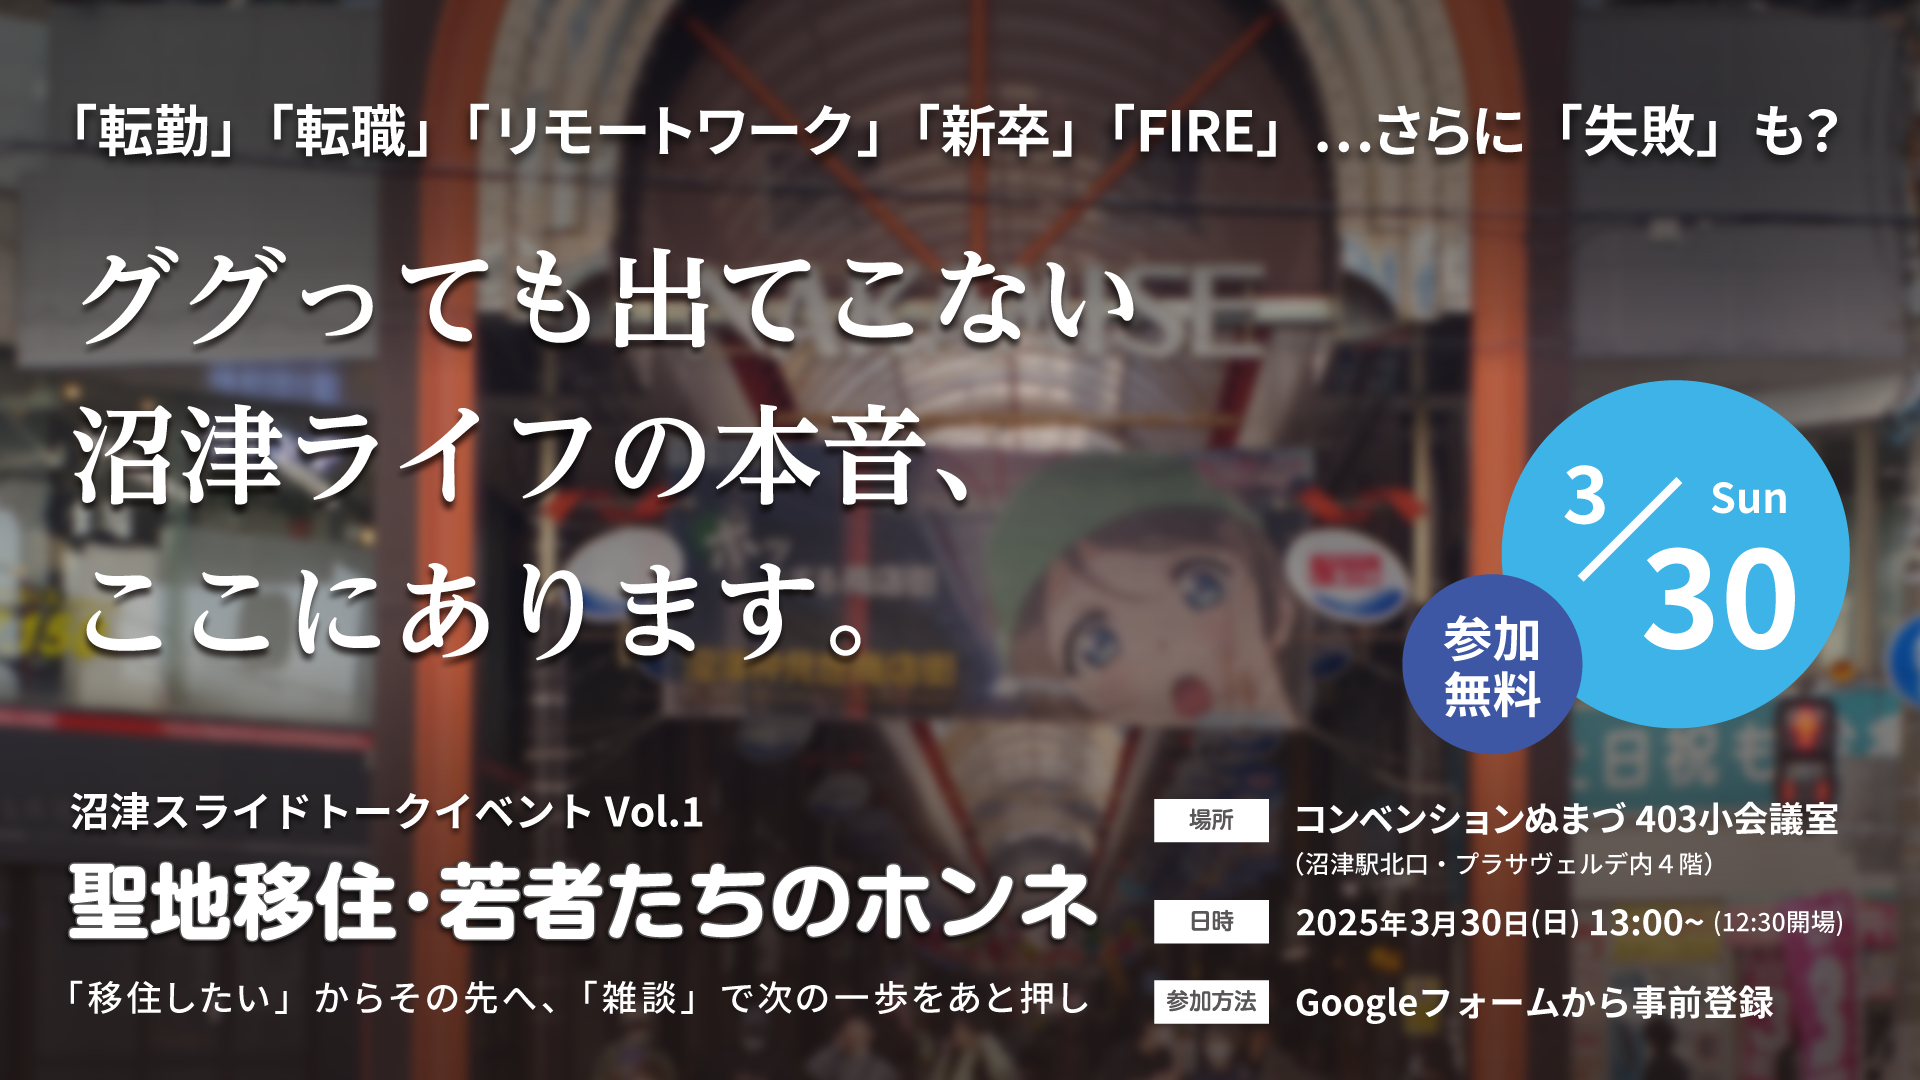 「転勤」「転職」「リモートワーク」「新卒」「FIRE」…さらに「失敗」も？
ググっても出てこない
沼津ライフの本音、
ここにあります。
3/30 Sun
参加
無料
沼津スライドトークイベント Vol.1
聖地移住・若者たちのホンネ
「移住したい」からその先へ、「雑談」で次の一歩をあと押し
場所 コンベンションぬまづ 403小会議室
（沼津駅北口・プラサヴェルデ内４階）
日時 2025年3月30日(日) 13:00~ (12:30開場)
参加方法 Googleフォームから事前登録
土日祝も